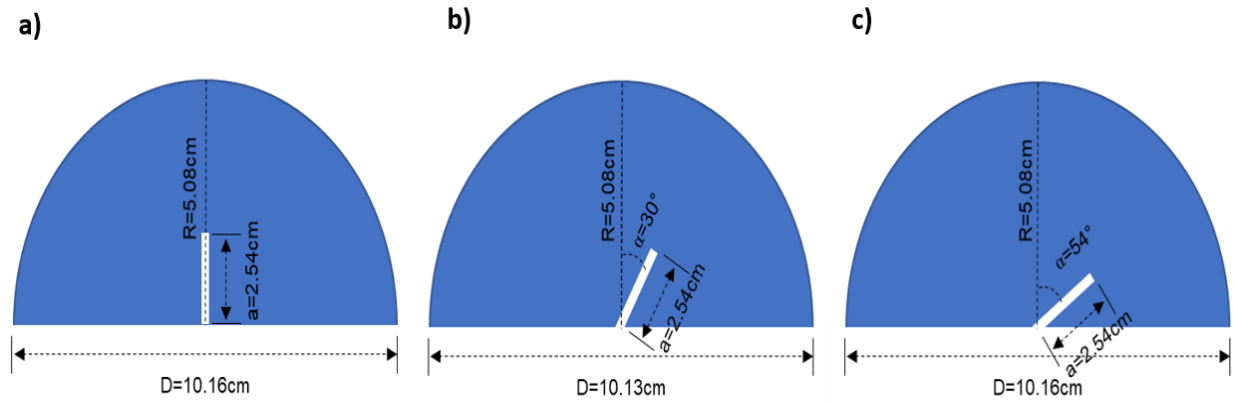 a)
R=5.08cm
a=2.54cm
D=10.16cm
b)
R=5.08cm
α=30°
a=2.54cm
D=10.13cm
c)
R=5.08cm
α=54°
a=2.54cm
D=10.16cm